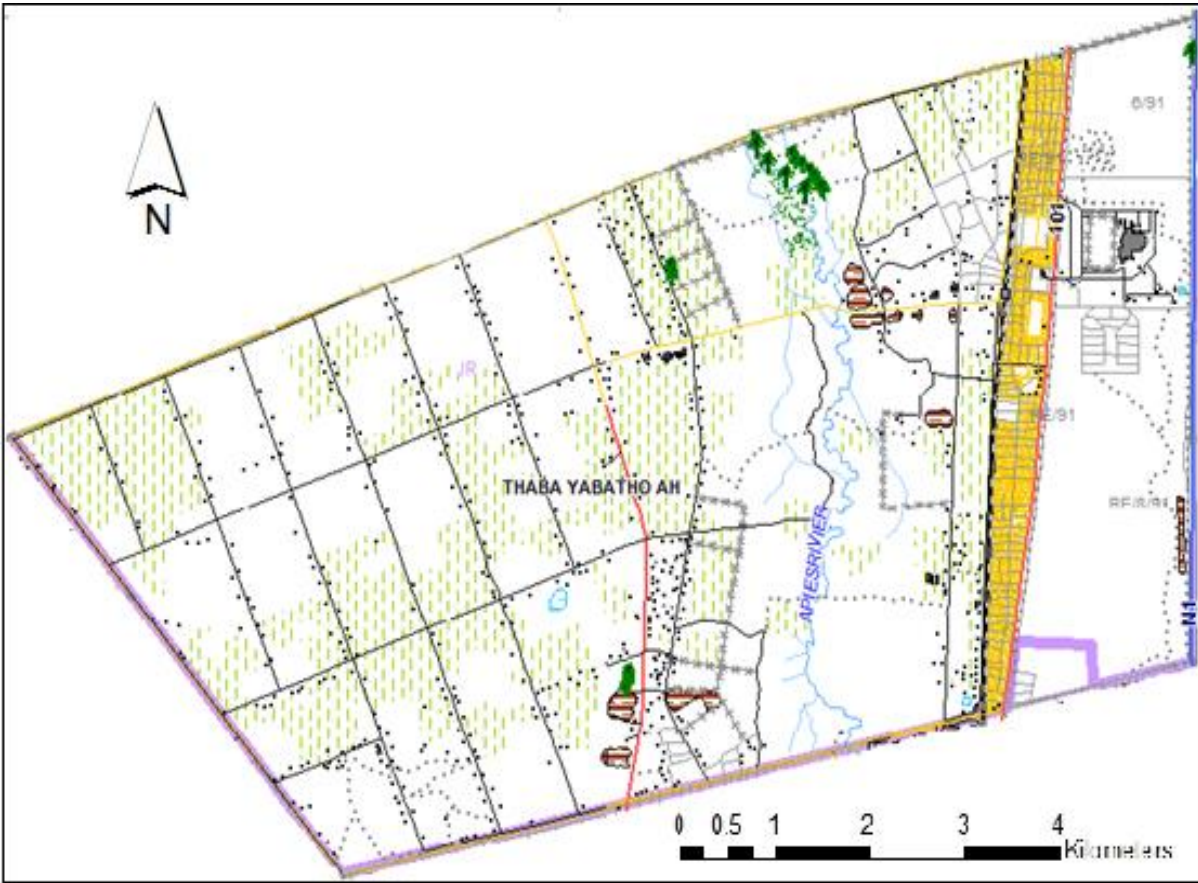 6/91
N
101
JR
RE/91
THABA YABATHO AH
APIESRIVIER
N1
0 0.5 1 2 3 4
Kilometers